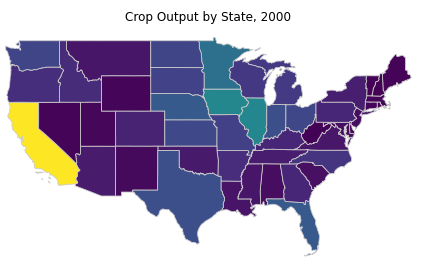 Crop Output by State, 2000